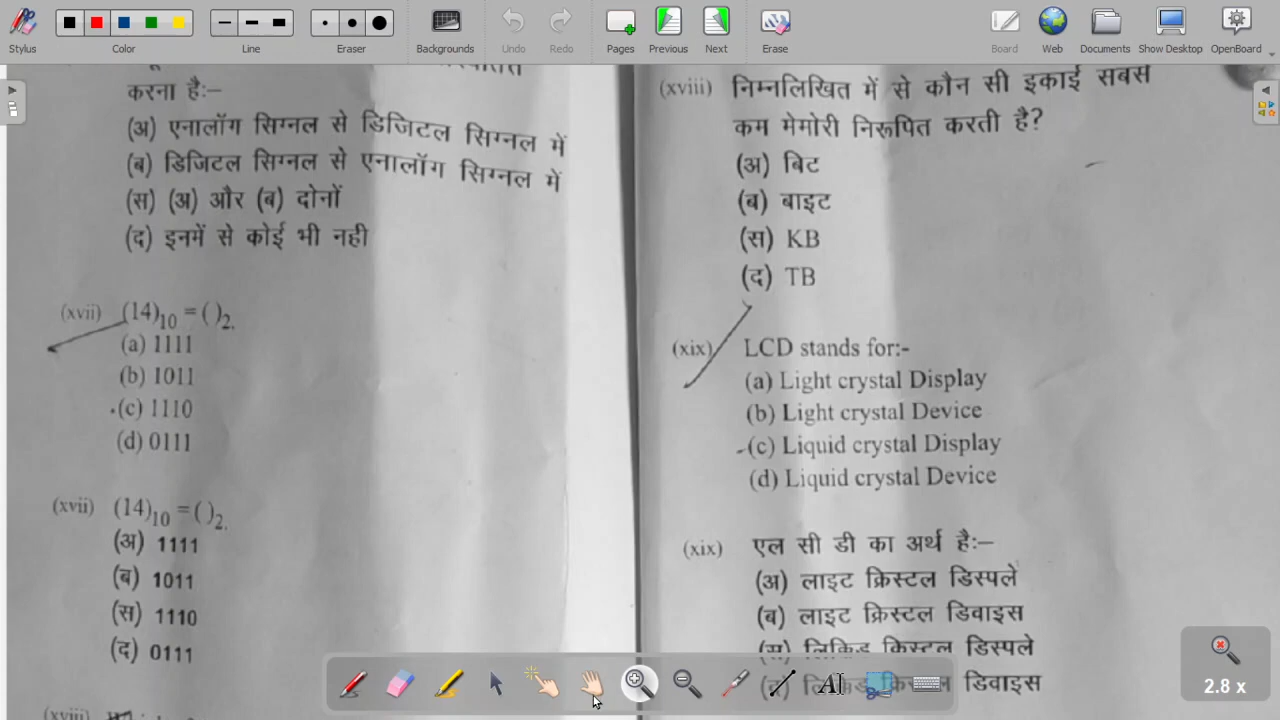 Stylus
Color
Line
Eraser
Backgrounds
Undo
Redo
Pages
Previous
Next
Erase
Board
Web
Documents
Show Desktop
OpenBoard
करना है:–
(अ) एनालॉग सिग्नल से डिजिटल सिग्नल में
(ब) डिजिटल सिग्नल से एनालॉग सिग्नल में
(स) (अ) और (ब) दोनों
(द) इनमें से कोई भी नही
(xvii) (14)10 = ( )2.
(a) 1111
(b) 1011
(c) 1110
(d) 0111
(xvii) (14)10 = ( )2.
(अ) 1111
(ब) 1011
(स) 1110
(द) 0111
(xviii) निम्नलिखित में से कौन सी इकाई सबसे
कम मेमोरी निरूपित करती है?
(अ) बिट
(ब) बाइट
(स) KB
(द) TB
(xix) LCD stands for:-
(a) Light crystal Display
(b) Light crystal Device
(c) Liquid crystal Display
(d) Liquid crystal Device
(xix) एल सी डी का अर्थ है:–
(अ) लाइट क्रिस्टल डिस्पले
(ब) लाइट क्रिस्टल डिवाइस
(स) लिक्विड क्रिस्टल डिस्पले
(द) लिक्विड क्रिस्टल डिवाइस
2.8 x